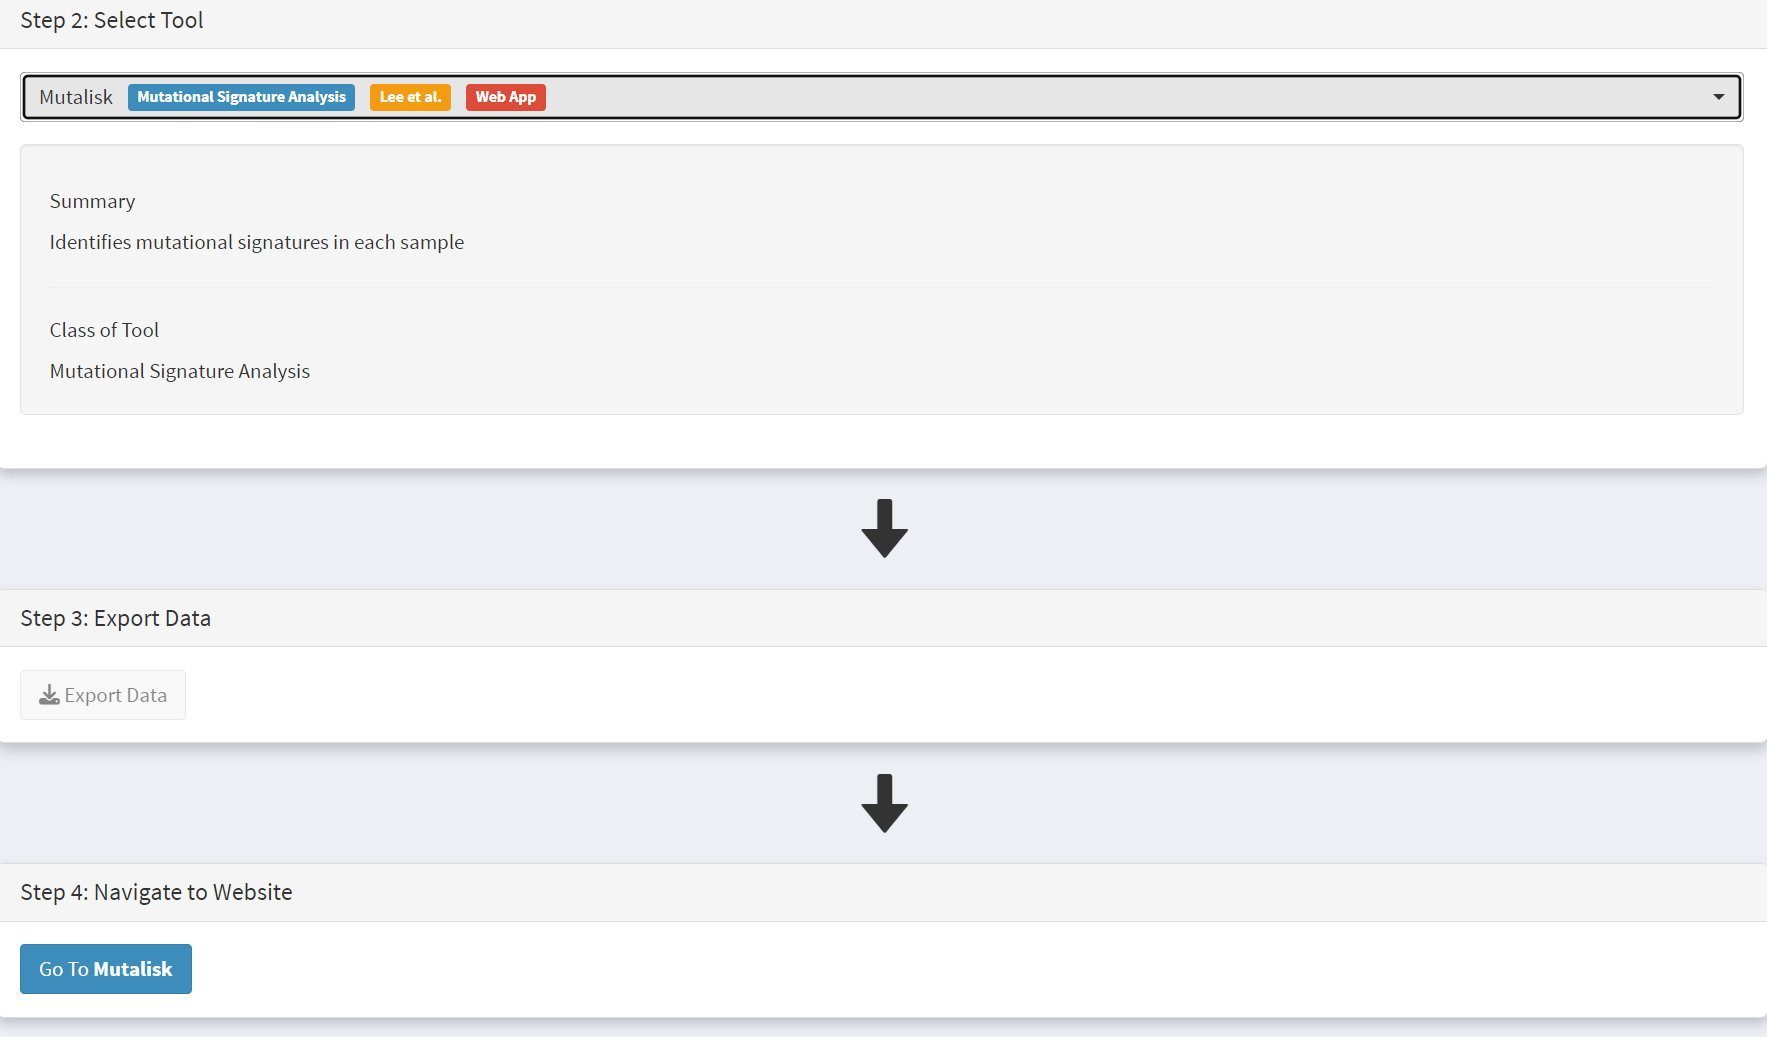 Step 2: Select Tool
Mutalisk Mutational Signature Analysis Lee et al. Web App
Summary
Identifies mutational signatures in each sample
Class of Tool
Mutational Signature Analysis
Step 3: Export Data
Export Data
Step 4: Navigate to Website
Go To Mutalisk